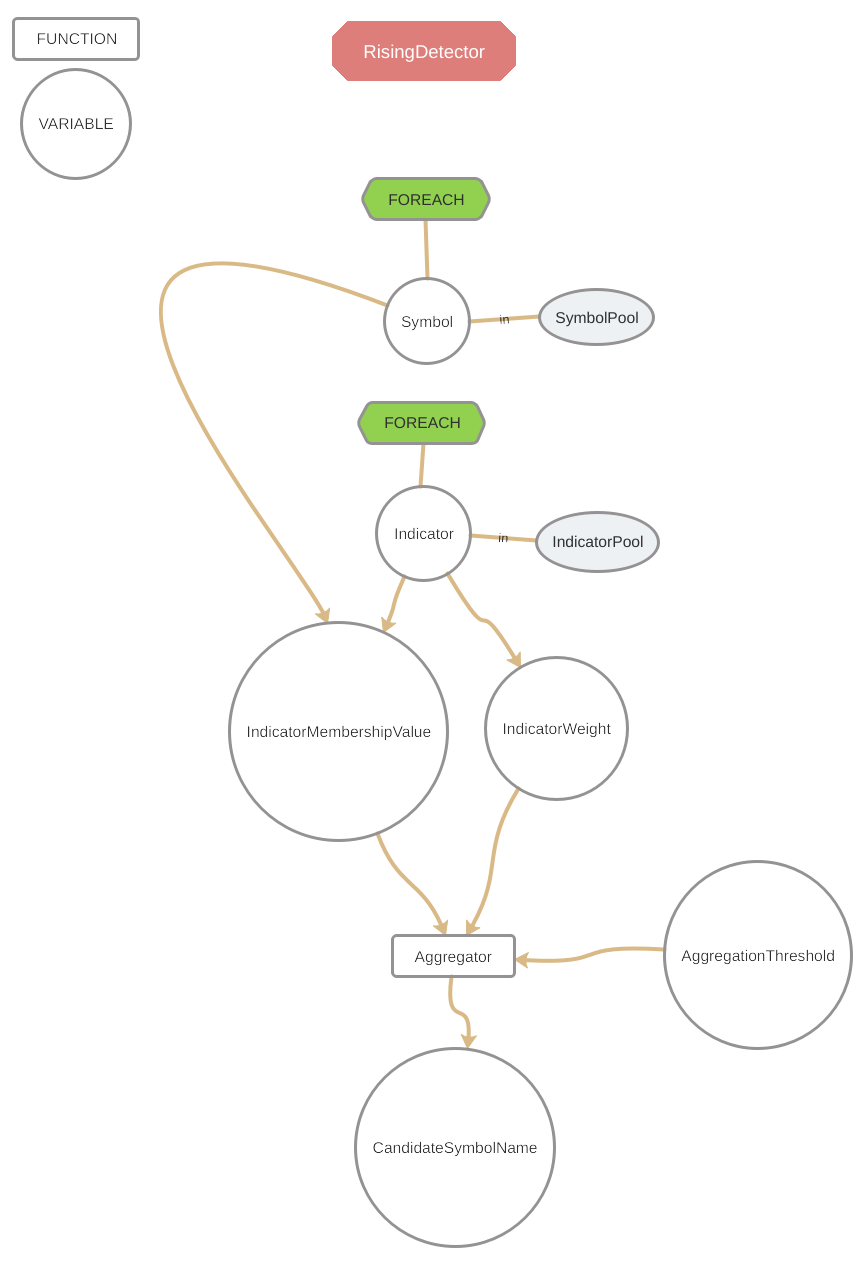 FUNCTION
RisingDetector
VARIABLE
FOREACH
Symbol
in
SymbolPool
FOREACH
Indicator
in
IndicatorPool
IndicatorMembershipValue
IndicatorWeight
Aggregator
AggregationThreshold
CandidateSymbolName